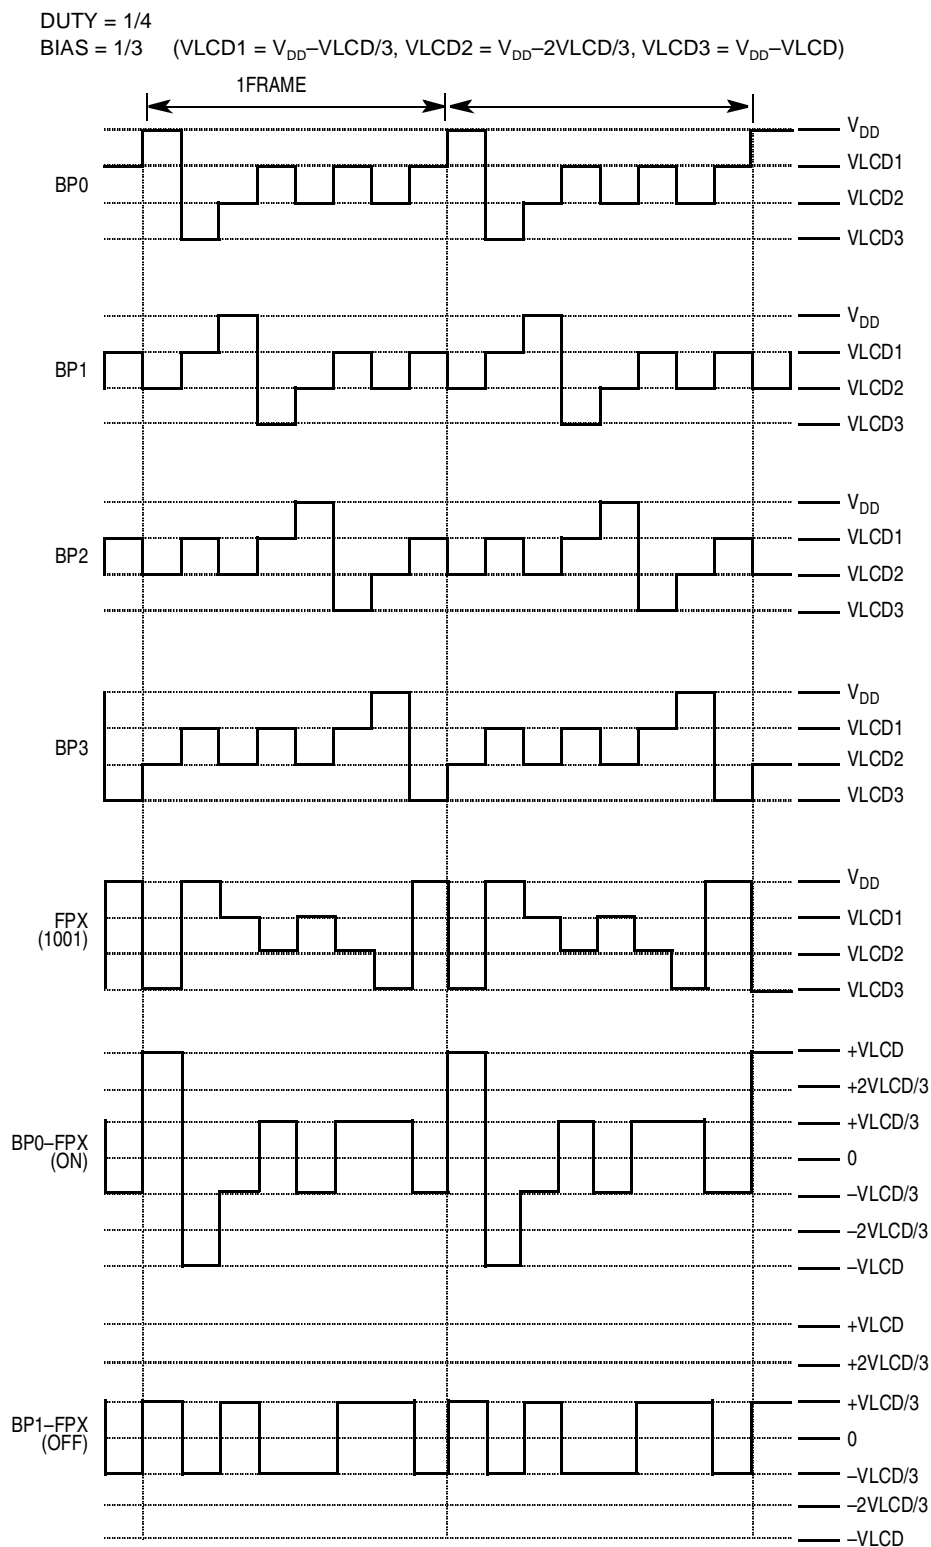 DUTY = 1/4
BIAS = 1/3 (VLCD1 = VDD–VLCD/3, VLCD2 = VDD–2VLCD/3, VLCD3 = VDD–VLCD)
1FRAME
BP0
VDD
VLCD1
VLCD2
VLCD3
BP1
VDD
VLCD1
VLCD2
VLCD3
BP2
VDD
VLCD1
VLCD2
VLCD3
BP3
VDD
VLCD1
VLCD2
VLCD3
FPX
(1001)
VDD
VLCD1
VLCD2
VLCD3
BP0–FPX
(ON)
+VLCD
+2VLCD/3
+VLCD/3
0
–VLCD/3
–2VLCD/3
–VLCD
BP1–FPX
(OFF)
+VLCD
+2VLCD/3
+VLCD/3
0
–VLCD/3
–2VLCD/3
–VLCD